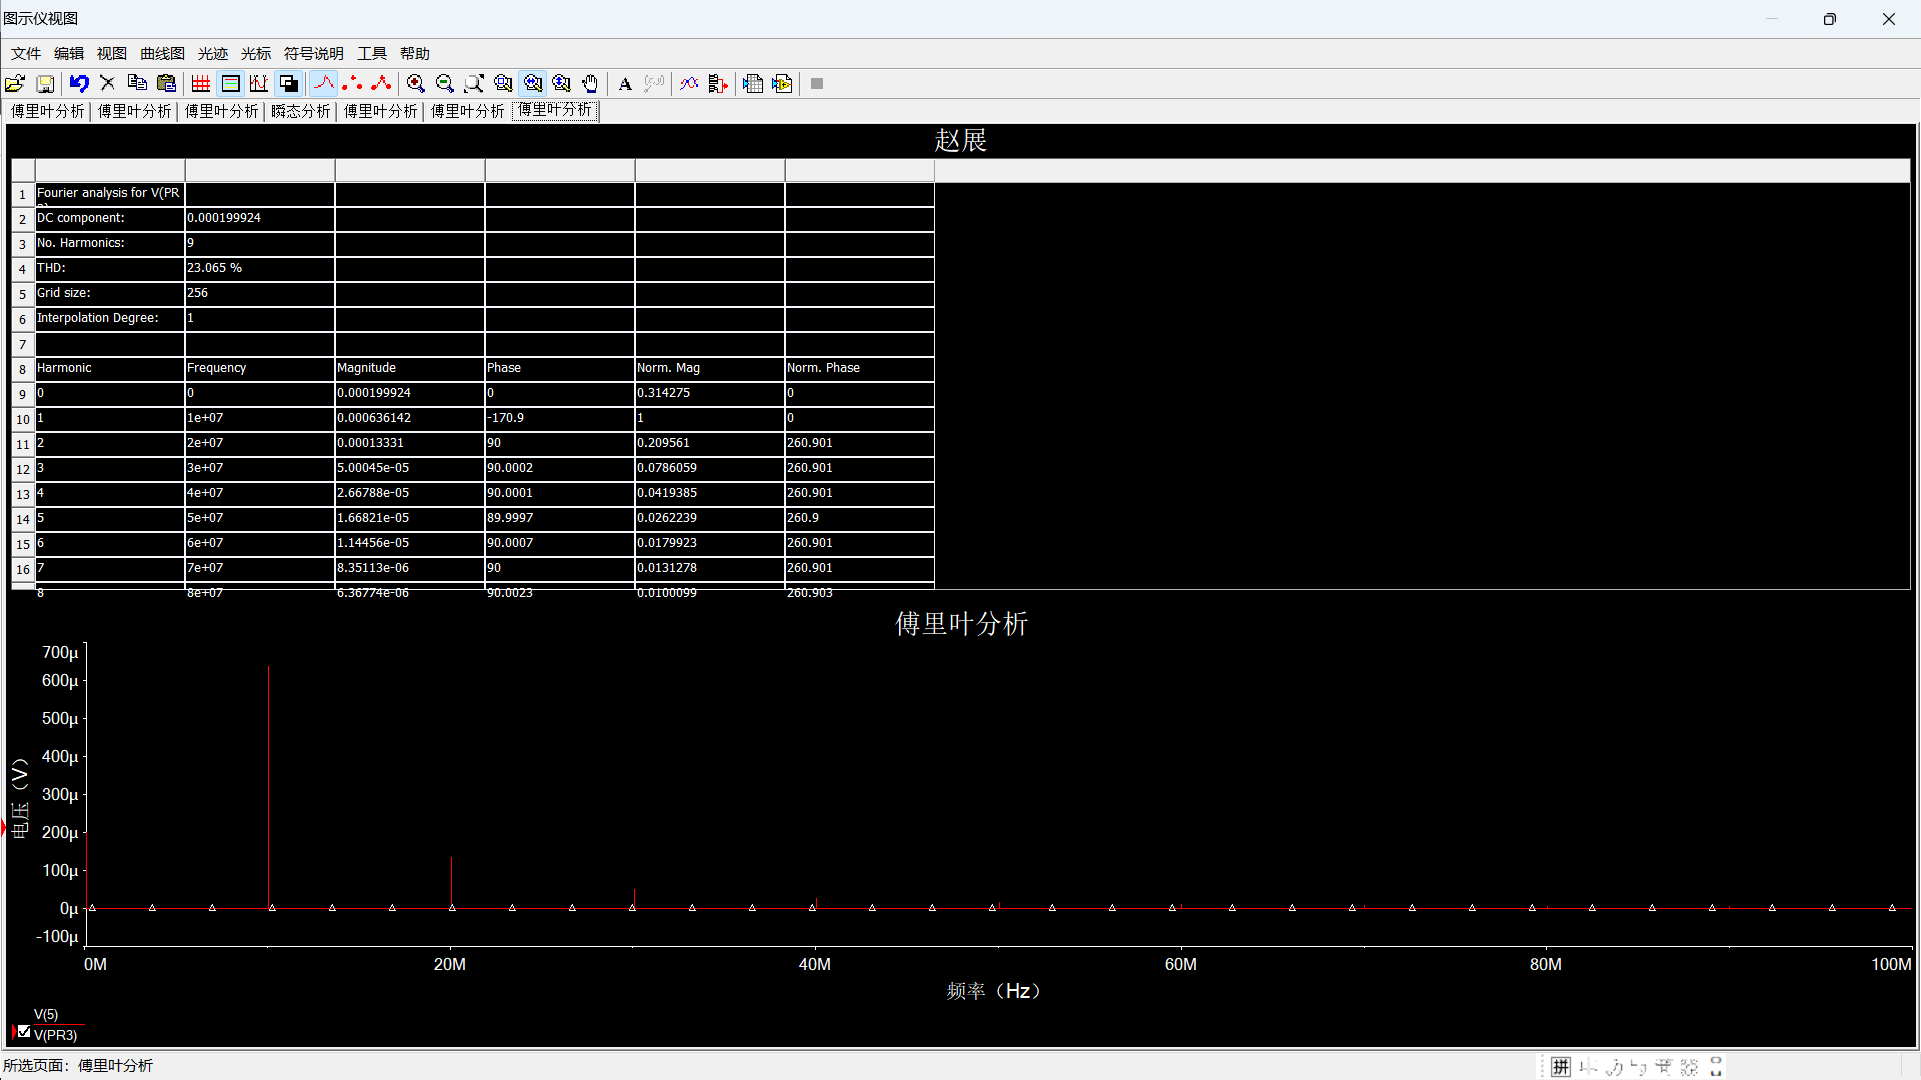 图示仪视图
文件 编辑 视图 曲线图 光迹 光标 符号说明 工具 帮助
傅里叶分析 傅里叶分析 傅里叶分析 瞬态分析 傅里叶分析 傅里叶分析 傅里叶分析
赵展
1 Fourier analysis for V(PR
2 DC component: 0.000199924
3 No. Harmonics: 9
4 THD: 23.065 %
5 Grid size: 256
6 Interpolation Degree: 1
7
8 Harmonic Frequency Magnitude Phase Norm. Mag Norm. Phase
9 0 0 0.000199924 0 0.314275 0
10 1 1e+07 0.000636142 -170.9 1 0
11 2 2e+07 0.00013331 90 0.209561 260.901
12 3 3e+07 5.00045e-05 90.0002 0.0786059 260.901
13 4 4e+07 2.66788e-05 90.0001 0.0419385 260.901
14 5 5e+07 1.66821e-05 89.9997 0.0262239 260.9
15 6 6e+07 1.14456e-05 90.0007 0.0179923 260.901
16 7 7e+07 8.35113e-06 90 0.0131278 260.901
8 8e+07 6.36774e-06 90.0023 0.0100099 260.903
傅里叶分析
700μ
600μ
500μ
400μ
300μ
200μ
100μ
0μ
-100μ
电压（V）
0M 20M 40M 60M 80M 100M
频率（Hz）
V(5)
V(PR3)
所选页面：傅里叶分析
拼